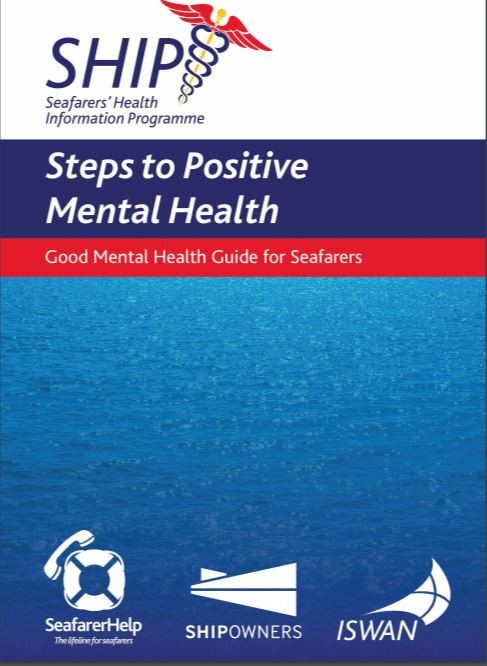 SHIP
Seafarers' Health
Information Programme
Steps to Positive
Mental Health
Good Mental Health Guide for Seafarers
SeafarerHelp
The lifeline for seafarers
SHIPOWNERS
ISWAN